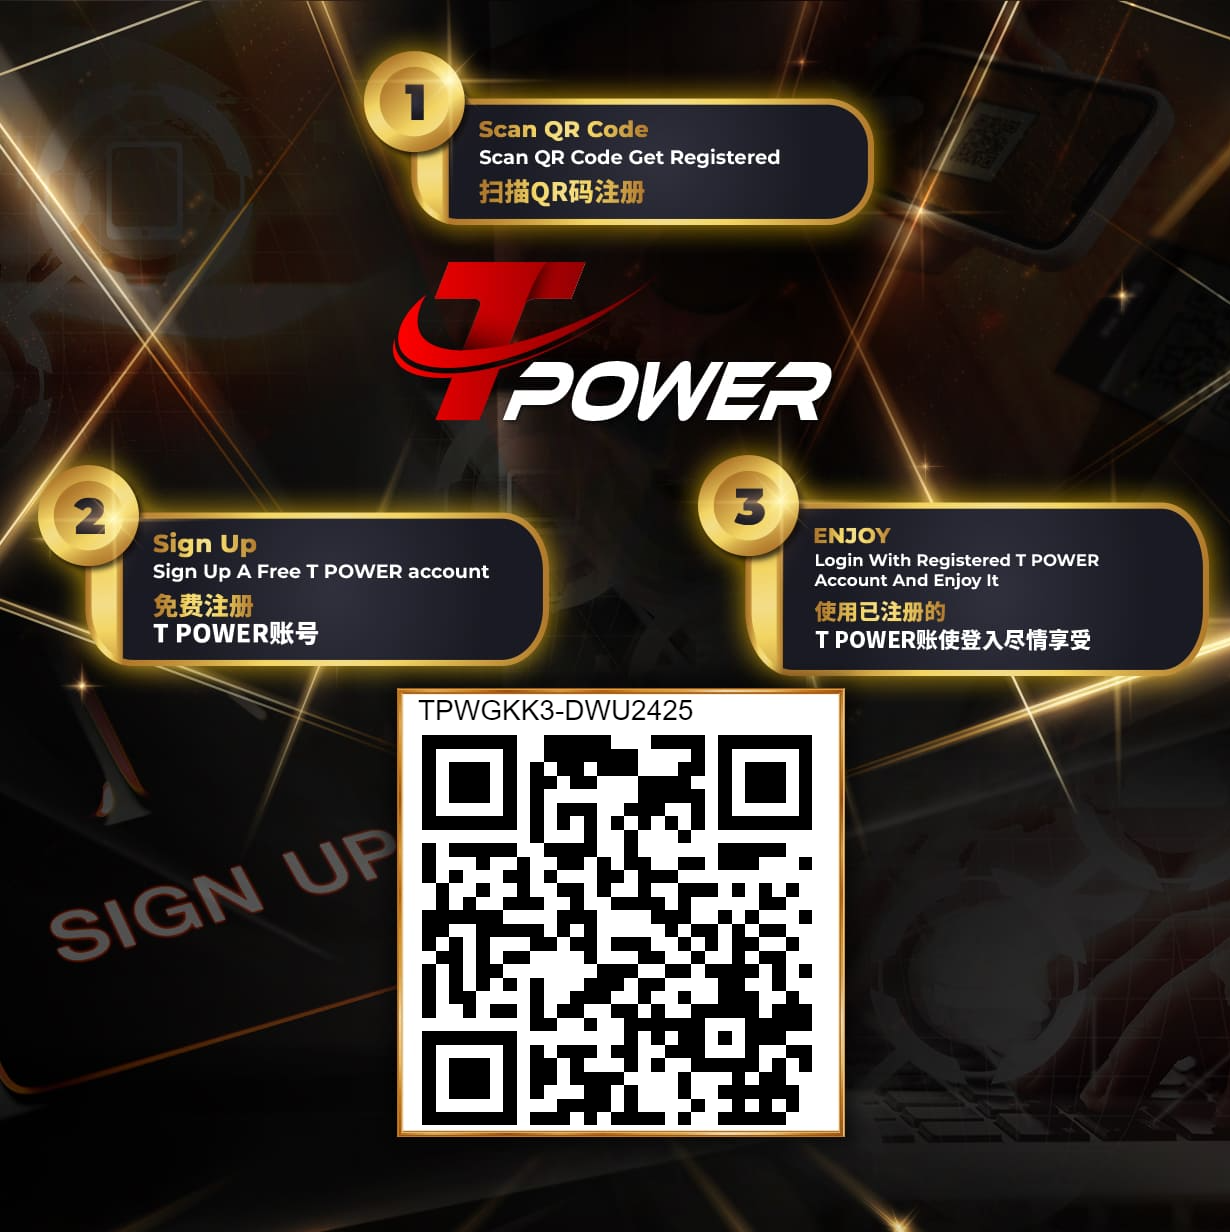 1
Scan QR Code
Scan QR Code Get Registered
扫描QR码注册
T POWER
2
Sign Up
Sign Up A Free T POWER account
免费注册
T POWER账号
3
ENJOY
Login With Registered T POWER
Account And Enjoy It
使用已注册的
T POWER账使登入尽情享受
TPWGKK3-DWU2425
SIGN UP